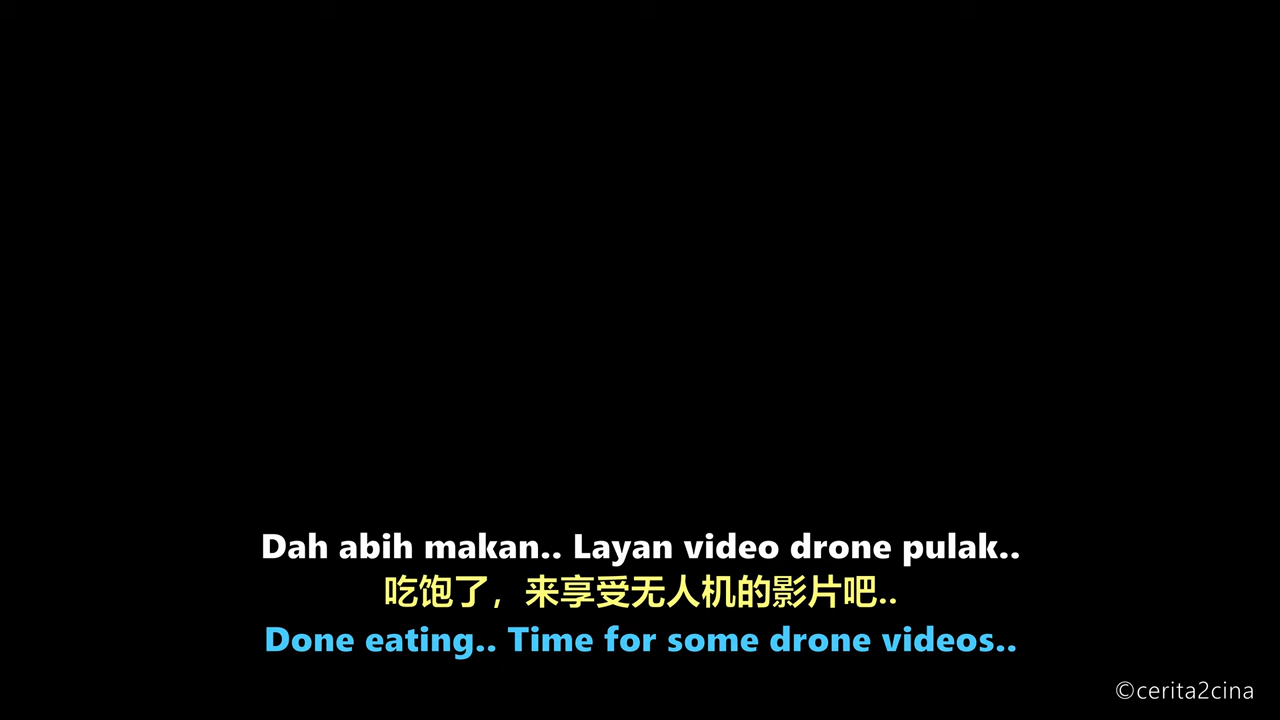 Dah abih makan.. Layan video drone pulak..
吃饱了，来享受无人机的影片吧..
Done eating.. Time for some drone videos..
©cerita2cina